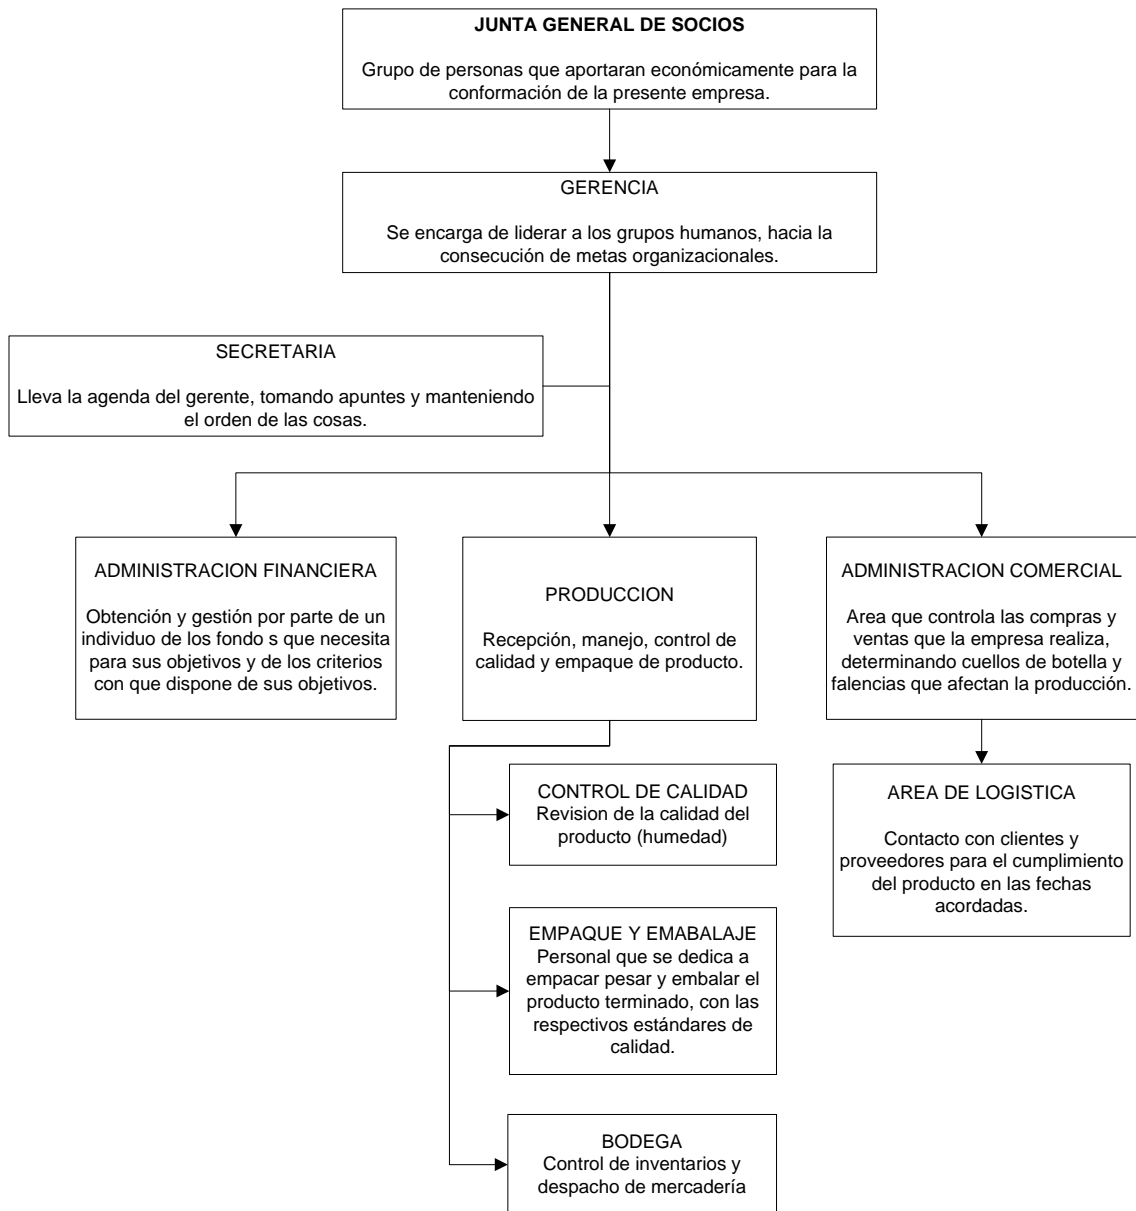 JUNTA GENERAL DE SOCIOS
Grupo de personas que aportaran económicamente para la
conformación de la presente empresa.
GERENCIA
Se encarga de liderar a los grupos humanos, hacia la
consecución de metas organizacionales.
SECRETARIA
Lleva la agenda del gerente, tomando apuntes y manteniendo
el orden de las cosas.
ADMINISTRACION FINANCIERA
Obtención y gestión por parte de un
individuo de los fondo s que necesita
para sus objetivos y de los criterios
con que dispone de sus objetivos.
PRODUCCION
Recepción, manejo, control de
calidad y empaque de producto.
ADMINISTRACION COMERCIAL
Area que controla las compras y
ventas que la empresa realiza,
determinando cuellos de botella y
falencias que afectan la producción.
CONTROL DE CALIDAD
Revision de la calidad del
producto (humedad)
AREA DE LOGISTICA
Contacto con clientes y
proveedores para el cumplimiento
del producto en las fechas
acordadas.
EMPAQUE Y EMABALAJE
Personal que se dedica a
empacar pesar y embalar el
producto terminado, con las
respectivos estándares de
calidad.
BODEGA
Control de inventarios y
despacho de mercadería